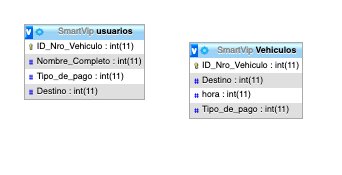 SmartVip usuarios
ID_Nro_Vehiculo : int(11)
Nombre_Completo : int(11)
Tipo_de_pago : int(11)
Destino : int(11)
SmartVip Vehiculos
ID_Nro_Vehiculo : int(11)
Destino : int(11)
hora : int(11)
Tipo_de_pago : int(11)